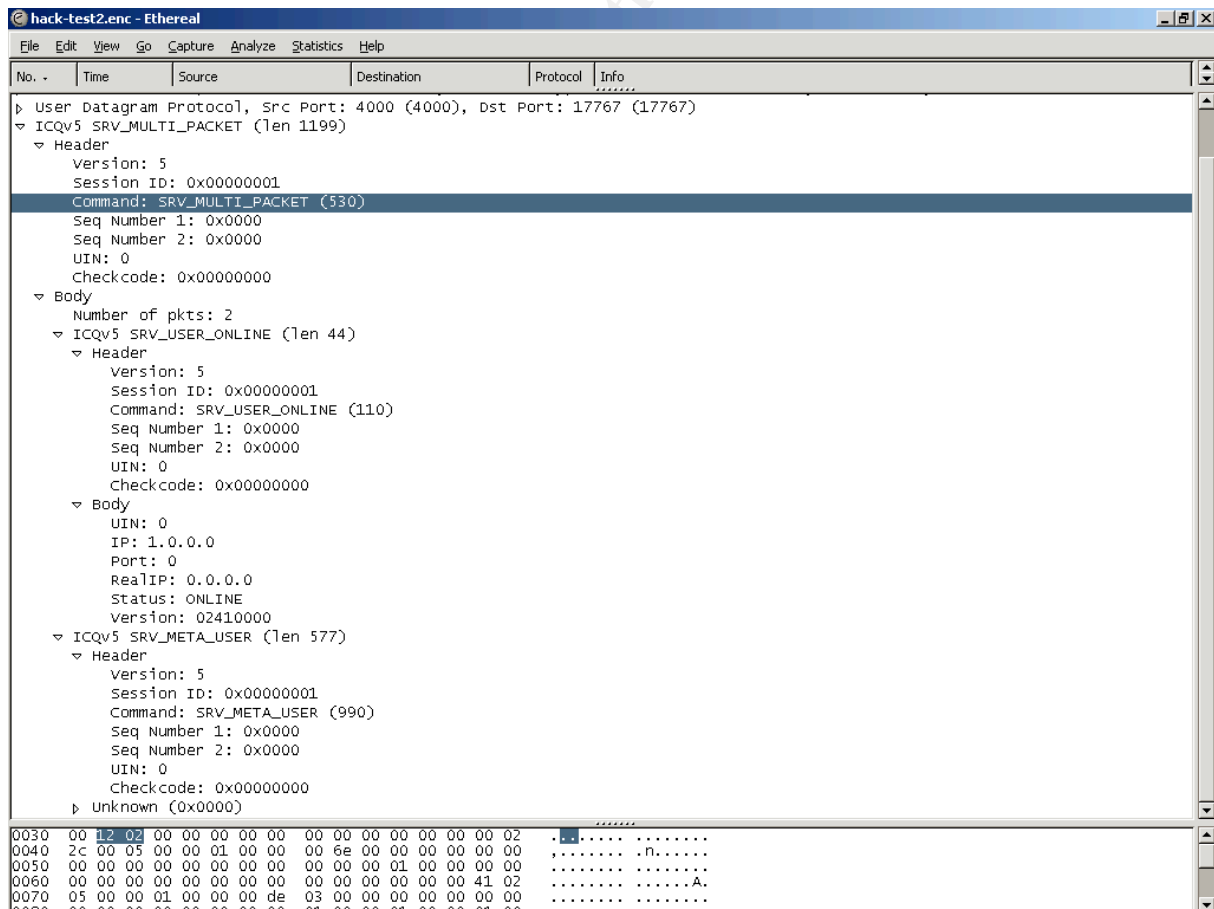 hack-test2.enc - Ethereal
File Edit View Go Capture Analyze Statistics Help
No. Time Source Destination Protocol Info
User Datagram Protocol, Src Port: 4000 (4000), Dst Port: 17767 (17767)
ICQv5 SRV_MULTI_PACKET (len 1199)
Header
Version: 5
Session ID: 0x00000001
Command: SRV_MULTI_PACKET (530)
Seq Number 1: 0x0000
Seq Number 2: 0x0000
UIN: 0
Checkcode: 0x00000000
Body
Number of pkts: 2
ICQv5 SRV_USER_ONLINE (len 44)
Header
Version: 5
Session ID: 0x00000001
Command: SRV_USER_ONLINE (110)
Seq Number 1: 0x0000
Seq Number 2: 0x0000
UIN: 0
Checkcode: 0x00000000
Body
UIN: 0
IP: 1.0.0.0
Port: 0
RealIP: 0.0.0.0
Status: ONLINE
Version: 02410000
ICQv5 SRV_META_USER (len 577)
Header
Version: 5
Session ID: 0x00000001
Command: SRV_META_USER (990)
Seq Number 1: 0x0000
Seq Number 2: 0x0000
UIN: 0
Checkcode: 0x00000000
Unknown (0x0000)
0030 00 12 02 00 00 00 00 00 00 00 00 00 00 00 00 02 ........ ........
0040 2c 00 05 00 00 01 00 00 00 6e 00 00 00 00 00 00 ,....... .n......
0050 00 00 00 00 00 00 00 00 00 00 00 01 00 00 00 00 ........ ........
0060 00 00 00 00 00 00 00 00 00 00 00 00 00 00 41 02 ........ ......A.
0070 05 00 00 01 00 00 00 de 03 00 00 00 00 00 00 00 ........ ........